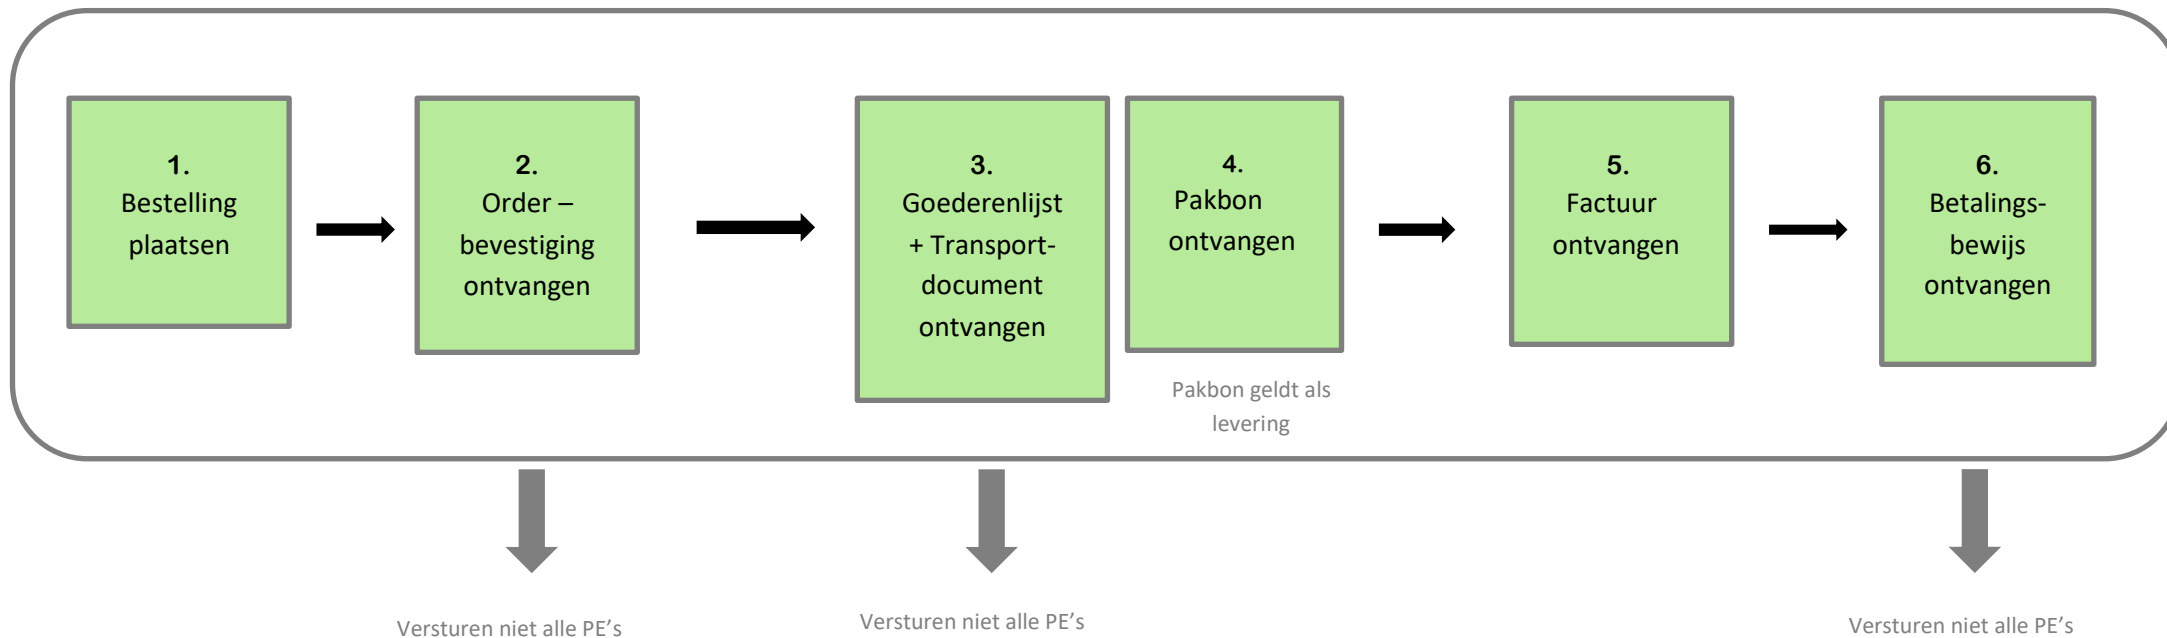 1.
Bestelling
plaatsen
2.
Order –
bevestiging
ontvangen
3.
Goederenlijst
+ Transport-
document
ontvangen
4.
Pakbon
ontvangen
5.
Factuur
ontvangen
6.
Betalings-
bewijs
ontvangen
Pakbon geldt als
levering
Versturen niet alle PE’s
Versturen niet alle PE’s
Versturen niet alle PE’s